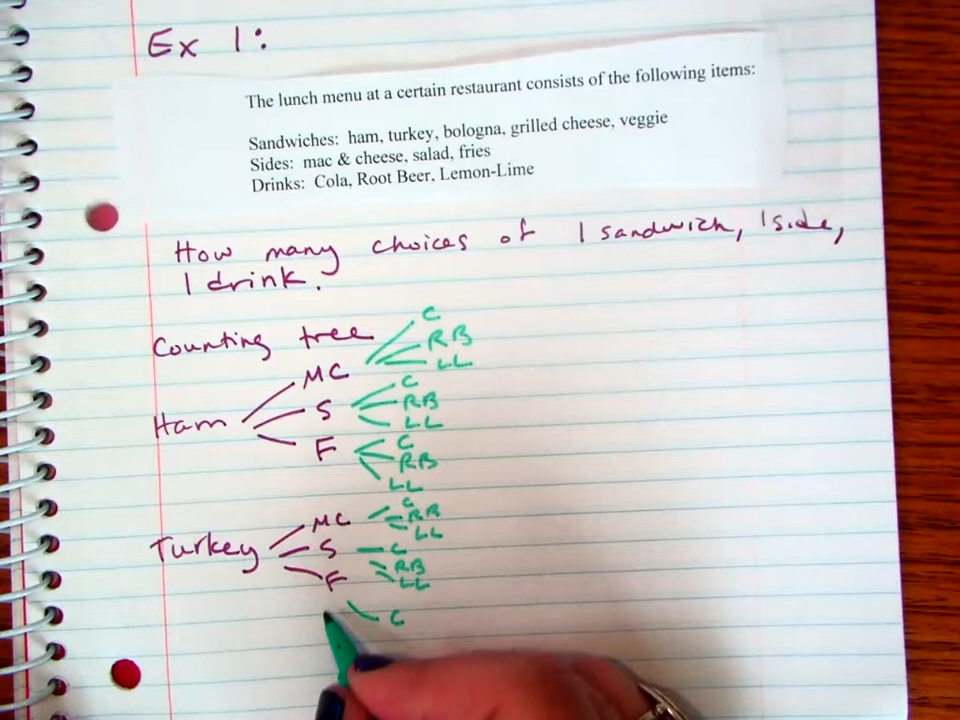 Ex 1:
The lunch menu at a certain restaurant consists of the following items:
Sandwiches: ham, turkey, bologna, grilled cheese, veggie
Sides: mac & cheese, salad, fries
Drinks: Cola, Root Beer, Lemon-Lime
How many choices of 1 sandwich, 1 side,
1 drink.
Counting tree
Ham
MC
C
RB
LL
S
C
RB
LL
F
C
RB
LL
Turkey
MC
C
RB
LL
S
C
RB
LL
F
C